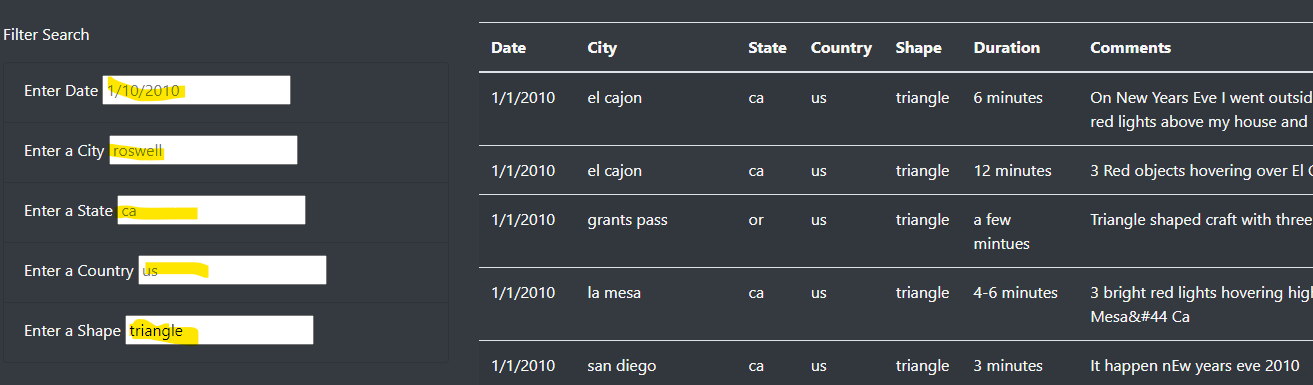 Filter Search
Enter Date 1/10/2010
Enter a City roswell
Enter a State ca
Enter a Country us
Enter a Shape triangle
Date City State Country Shape Duration Comments
1/1/2010 el cajon ca us triangle 6 minutes On New Years Eve I went outsid
red lights above my house and
1/1/2010 el cajon ca us triangle 12 minutes 3 Red objects hovering over El
1/1/2010 grants pass or us triangle a few Triangle shaped craft with three
mintues
1/1/2010 la mesa ca us triangle 4-6 minutes 3 bright red lights hovering hig
Mesa&#44 Ca
1/1/2010 san diego ca us triangle 3 minutes It happen nEw years eve 2010